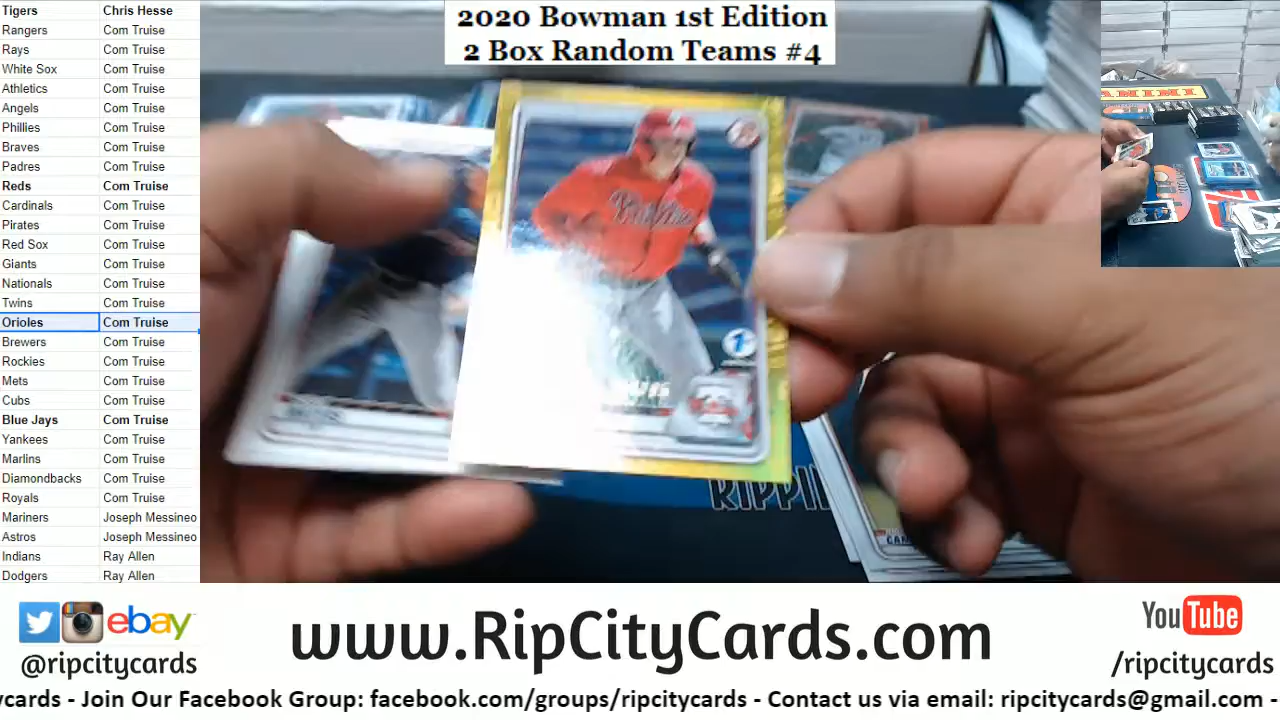 2020 Bowman 1st Edition
2 Box Random Teams #4
Tigers Chris Hesse
Rangers Com Truise
Rays Com Truise
White Sox Com Truise
Athletics Com Truise
Angels Com Truise
Phillies Com Truise
Braves Com Truise
Padres Com Truise
Reds Com Truise
Cardinals Com Truise
Pirates Com Truise
Red Sox Com Truise
Giants Com Truise
Nationals Com Truise
Twins Com Truise
Orioles Com Truise
Brewers Com Truise
Rockies Com Truise
Mets Com Truise
Cubs Com Truise
Blue Jays Com Truise
Yankees Com Truise
Marlins Com Truise
Diamondbacks Com Truise
Royals Com Truise
Mariners Joseph Messineo
Astros Joseph Messineo
Indians Ray Allen
Dodgers Ray Allen
PANINI
Phillies
1
RIPPI
ebay
@ripcitycards
www.RipCityCards.com
YouTube
/ripcitycards
ycards - Join Our Facebook Group: facebook.com/groups/ripcitycards - Contact us via email: ripcitycards@gmail.com -